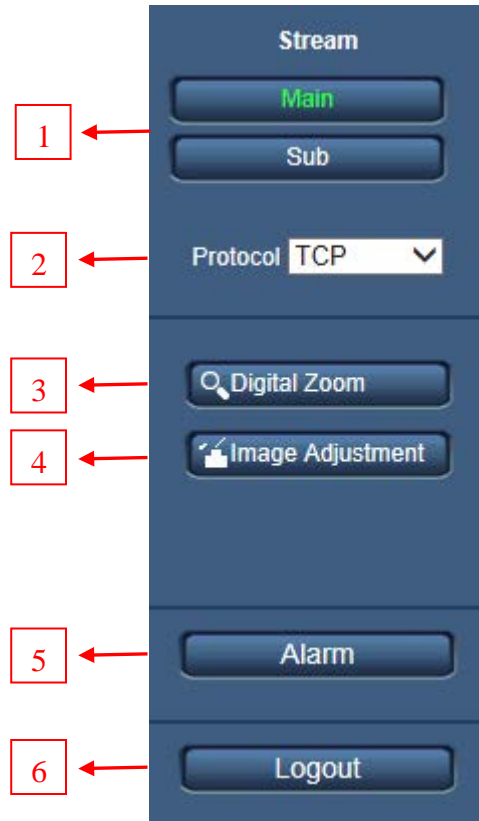 Stream
Main
1
Sub
2
Protocol TCP
3
Digital Zoom
4
Image Adjustment
5
Alarm
6
Logout